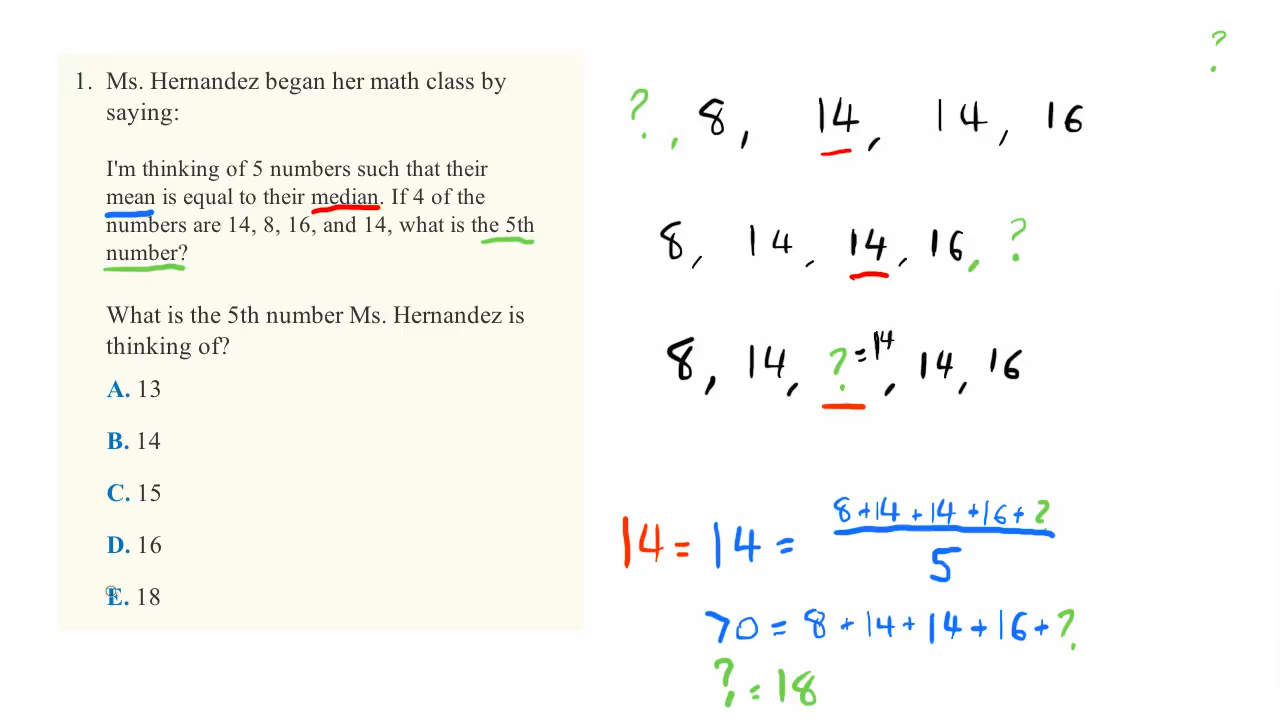 1. Ms. Hernandez began her math class by
saying:
I'm thinking of 5 numbers such that their
mean is equal to their median. If 4 of the
numbers are 14, 8, 16, and 14, what is the 5th
number?
What is the 5th number Ms. Hernandez is
thinking of?
A. 13
B. 14
C. 15
D. 16
E. 18
?
?, 8, 14, 14, 16
8, 14, 14, 16, ?
8, 14, ?=14, 14, 16
8+14+14+16+?
14=14=
5
70=8+14+14+16+?
?=18